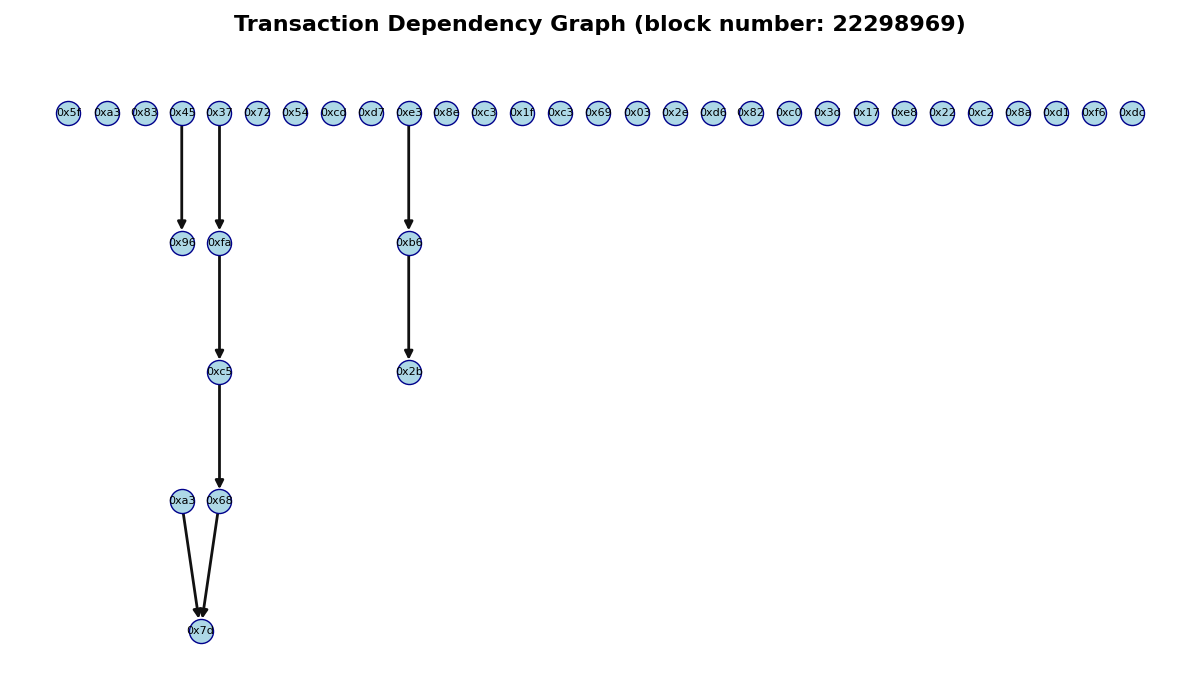 Transaction Dependency Graph (block number: 22298969)
0x5f 0xa3 0x83 0x45 0x37 0x72 0x54 0xcd 0xd7 0xe3 0x8e 0xc3 0x1f 0xc3 0x69 0x03 0x2e 0xd6 0x82 0xc0 0x3d 0x17 0xe8 0x22 0xc2 0x8a 0xd1 0xf6 0xdc
0x96 0xfa 0xb6
0xc5 0x2b
0xa3 0x68
0x7d